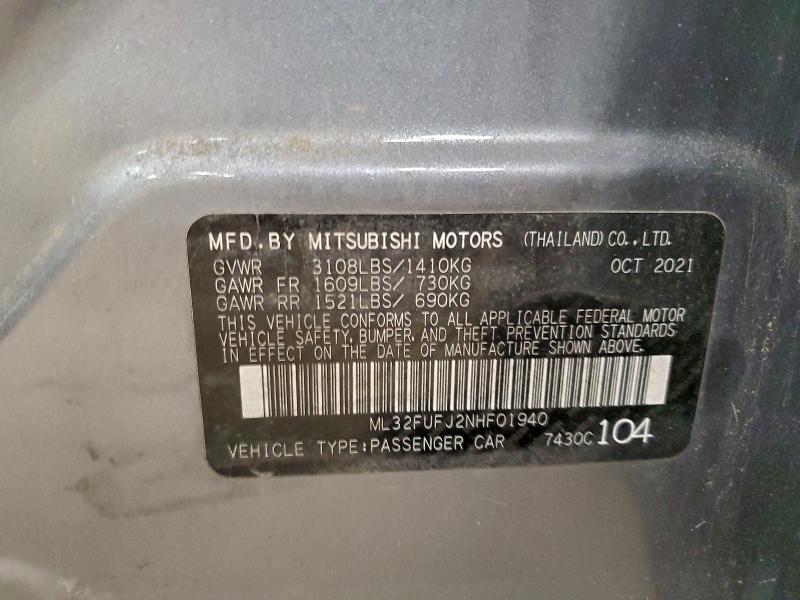 MFD. BY MITSUBISHI MOTORS (THAILAND) CO., LTD.
GVWR 3108LBS/1410KG OCT 2021
GAWR FR 1609LBS/ 730KG
GAWR RR 1521LBS/ 690KG
THIS VEHICLE CONFORMS TO ALL APPLICABLE FEDERAL MOTOR
VEHICLE SAFETY, BUMPER, AND THEFT PREVENTION STANDARDS
IN EFFECT ON THE DATE OF MANUFACTURE SHOWN ABOVE.
ML32FUFJ2NHF01940
VEHICLE TYPE:PASSENGER CAR 7430C 104